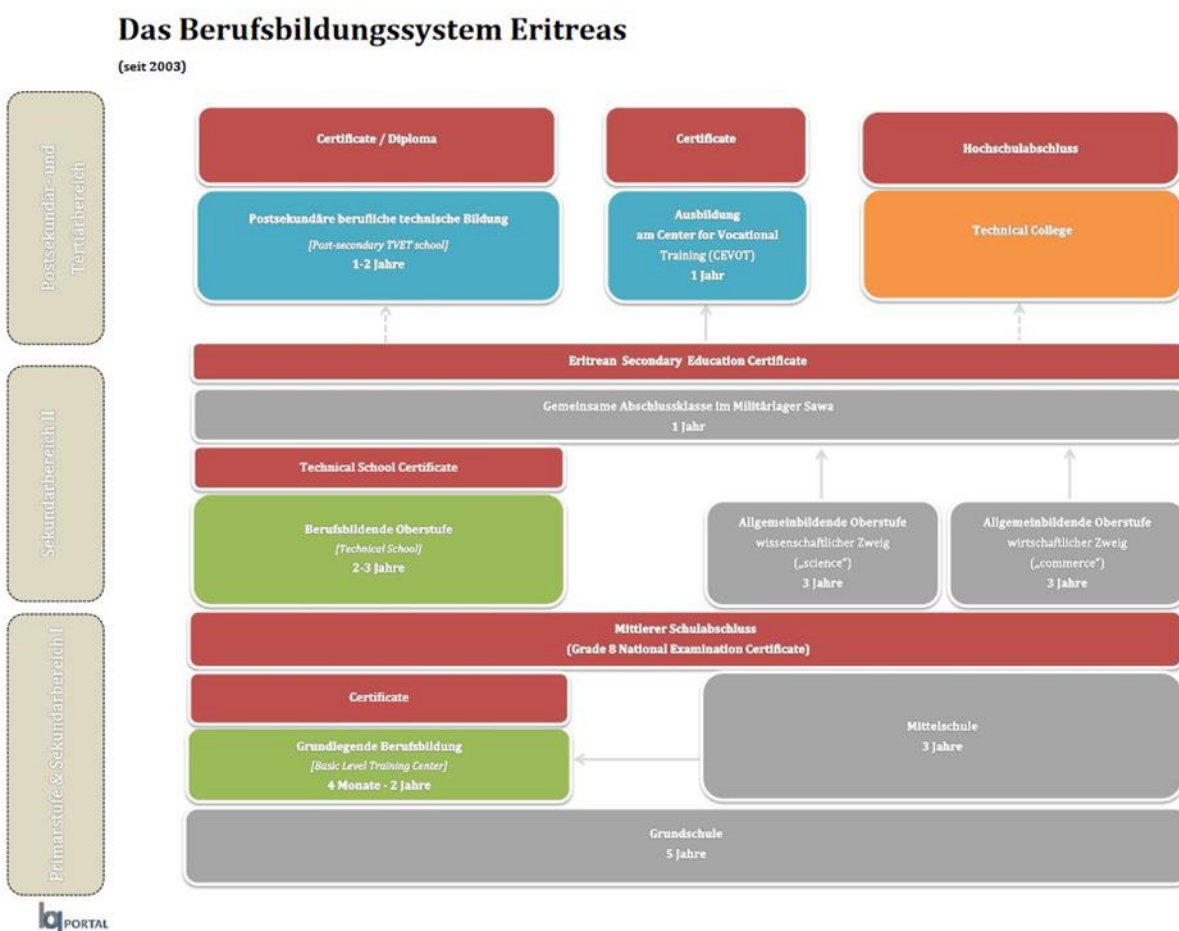 Das Berufsbildungssystem Eritreas
(seit 2003)
Postsekundär- und
Tertiärbereich
Certificate / Diploma
Certificate
Hochschulabschluss
Postsekundäre berufliche technische Bildung
[Post-secondary TVET school]
1-2 Jahre
Ausbildung
am Center for Vocational
Training (CEVOT)
1 Jahr
Technical College
Sekundarbereich II
Eritrean Secondary Education Certificate
Gemeinsame Abschlussklasse im Militärlager Sawa
1 Jahr
Technical School Certificate
Berufsbildende Oberstufe
[Technical School]
2-3 Jahre
Allgemeinbildende Oberstufe
wissenschaftlicher Zweig
(„science")
3 Jahre
Allgemeinbildende Oberstufe
wirtschaftlicher Zweig
(„commerce")
3 Jahre
Primarstufe & Sekundarbereich I
Mittlerer Schulabschluss
(Grade 8 National Examination Certificate)
Certificate
Grundlegende Berufsbildung
[Basic Level Training Center]
4 Monate - 2 Jahre
Mittelschule
3 Jahre
Grundschule
5 Jahre
bq PORTAL